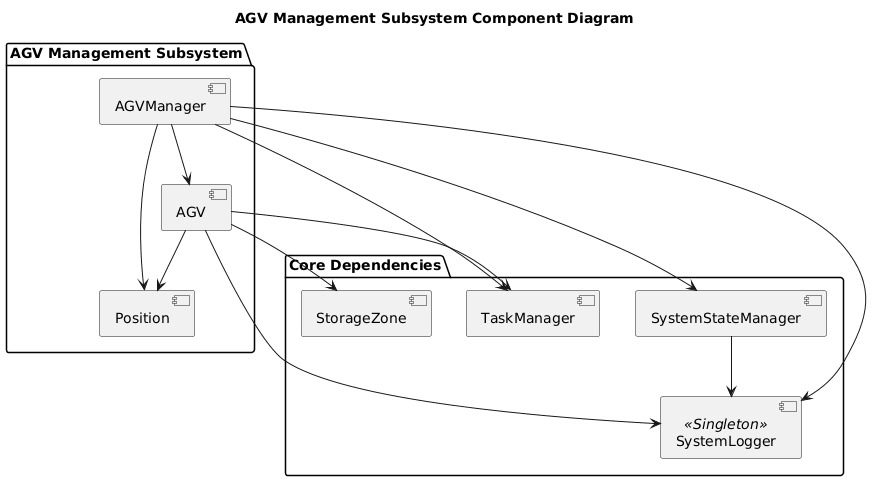 AGV Management Subsystem Component Diagram
AGV Management Subsystem
AGVManager
AGV
Position
Core Dependencies
StorageZone
TaskManager
SystemStateManager
«Singleton»
SystemLogger